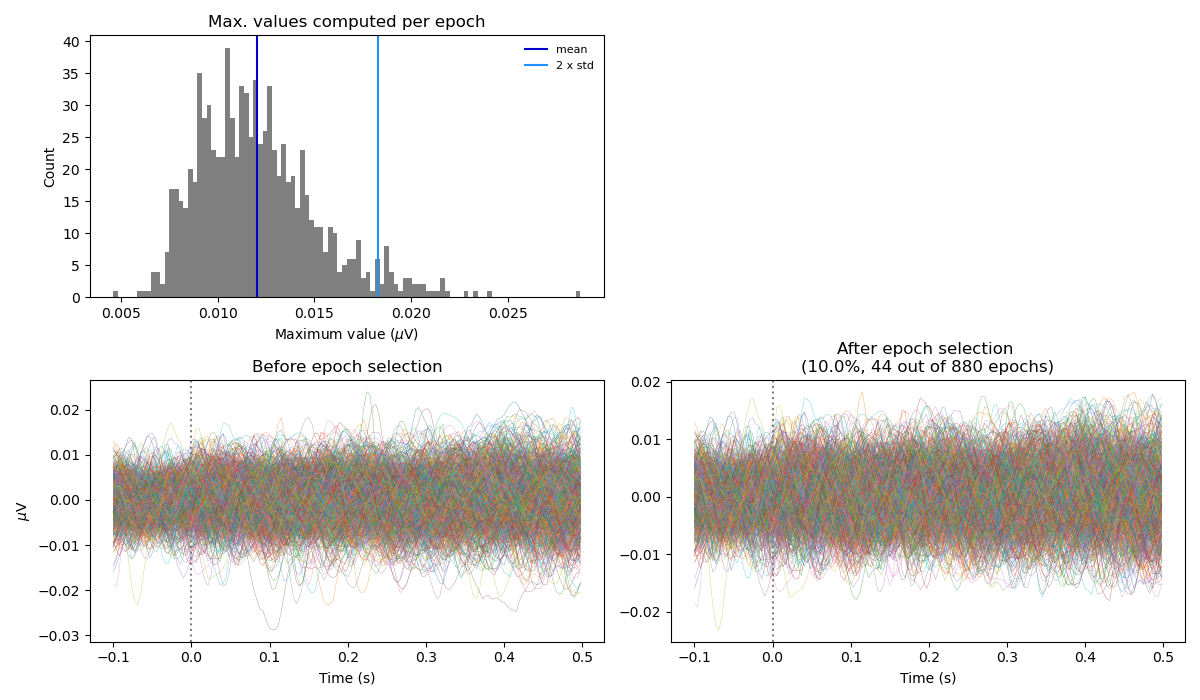 Max. values computed per epoch
mean
2 x std
Count
40
35
30
25
20
15
10
5
0
0.005 0.010 0.015 0.020 0.025
Maximum value (μV)
Before epoch selection
μV
0.02
0.01
0.00
−0.01
−0.02
−0.03
−0.1 0.0 0.1 0.2 0.3 0.4 0.5
Time (s)
After epoch selection
(10.0%, 44 out of 880 epochs)
0.02
0.01
0.00
−0.01
−0.02
−0.1 0.0 0.1 0.2 0.3 0.4 0.5
Time (s)